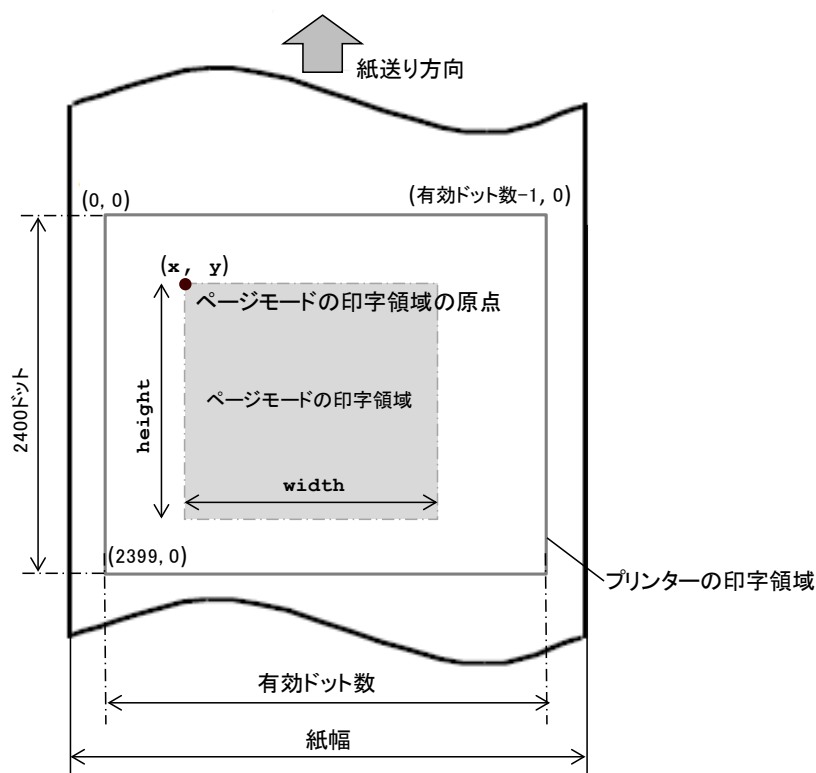 紙送り方向
(0, 0)
(有効ドット数-1, 0)
(x, y)
ページモードの印字領域の原点
2400ドット
height
ページモードの印字領域
width
(2399, 0)
プリンターの印字領域
有効ドット数
紙幅